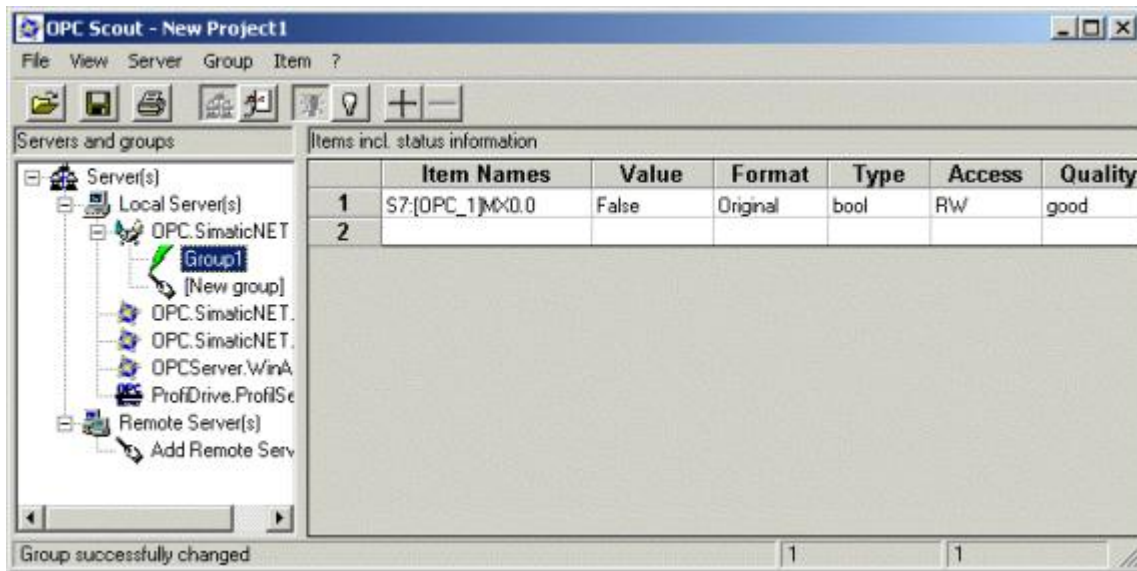 OPC Scout - New Project1
File View Server Group Item ?
Servers and groups
Items incl. status information
Server(s)
Local Server(s)
OPC.SimaticNET
Group1
[New group]
OPC.SimaticNET.
OPC.SimaticNET.
OPCServer.WinA
ProfiDrive.ProfilSe
Remote Server(s)
Add Remote Serv
Item Names Value Format Type Access Quality
1 S7:[OPC_1]MX0.0 False Original bool RW good
2
Group successfully changed 1 1